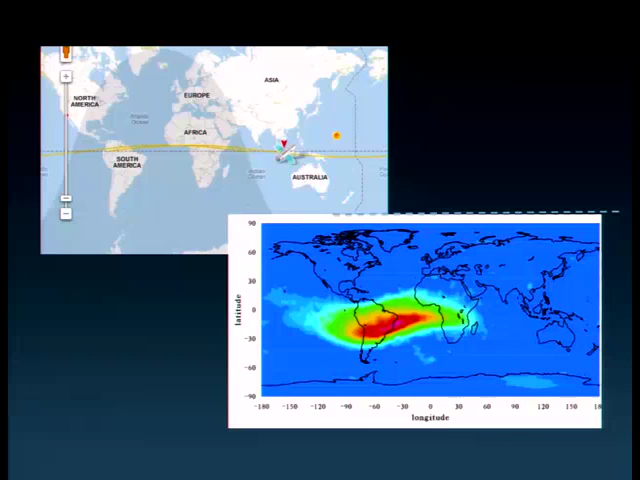 ASIA
NORTH
AMERICA
EUROPE
AFRICA
SOUTH
AMERICA
AUSTRALIA
90
60
30
0
-30
-60
-90
latitude
-180 -150 -120 -90 -60 -30 0 30 60 90 120 150 18
longitude